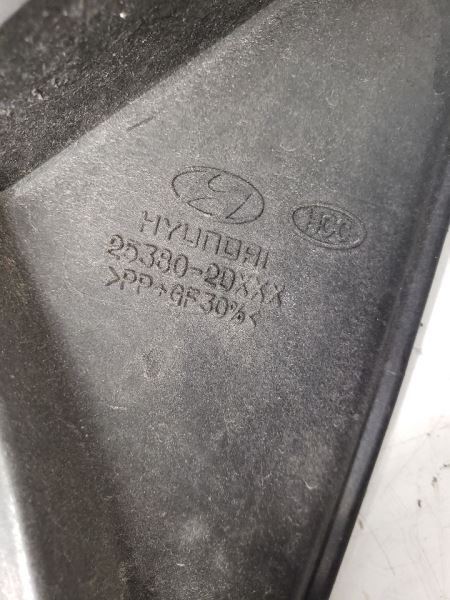 HCC
HYUNDAI
25380-2DXXX
>PP+GF30%<